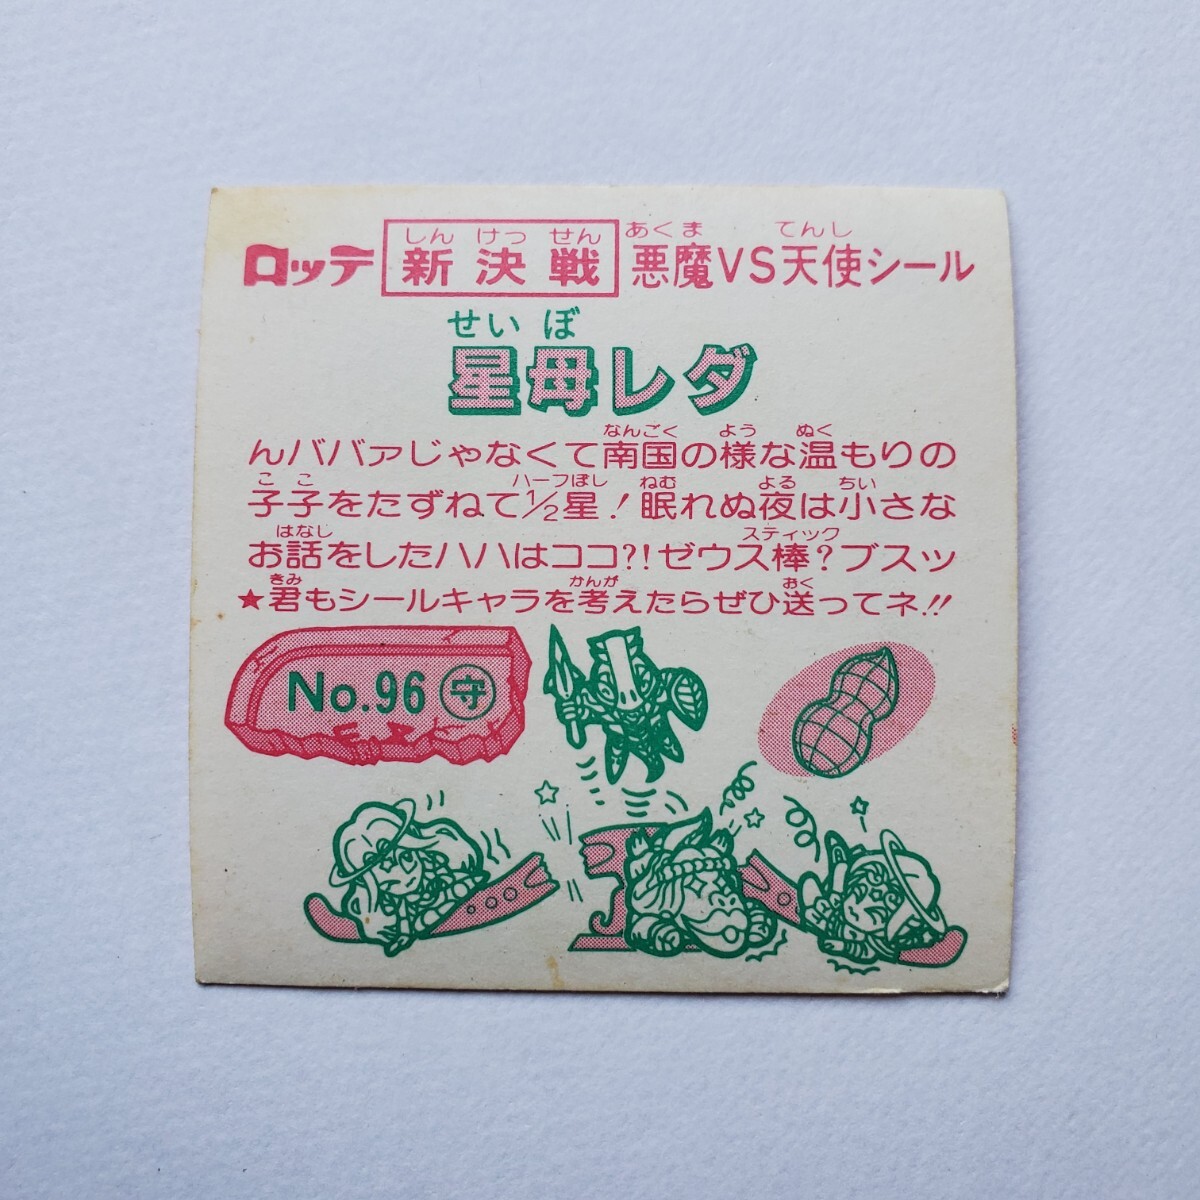 ロッテ 新決戦 悪魔VS天使シール
しん けっ せん あくま てんし
せい ぼ
星母レダ
なんごく よう ぬく
んババァじゃなくて南国の様な温もりの
ここ ハーフぼし ねむ よる ちい
子子をたずねて1/2星!眠れぬ夜は小さな
はなし スティック
お話をしたハハはココ?!ゼウス棒?ブスッ
きみ かんが おく
★君もシールキャラを考えたらぜひ送ってネ!!
No.96 守